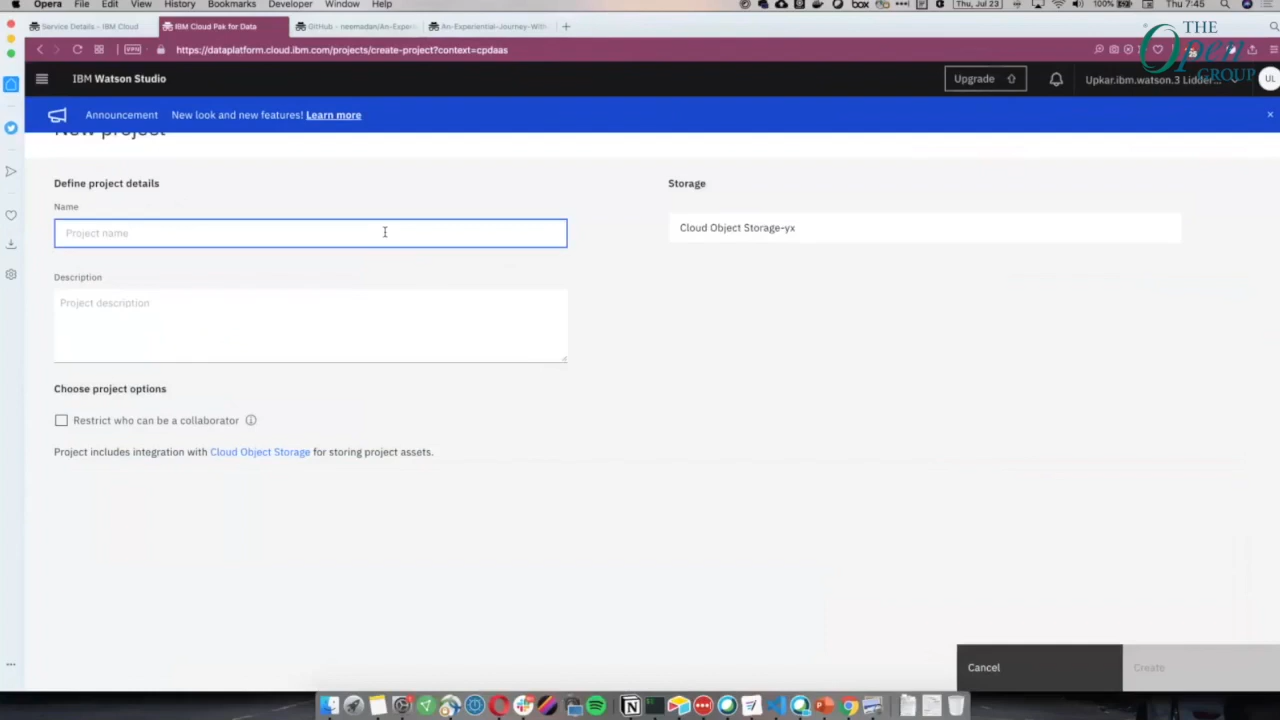 Opera File Edit View History Bookmarks Developer Window Help
100% Thu, Jul 23 Thu 7:45
Service Details - IBM Cloud
IBM Cloud Pak for Data
GitHub - neemadan/An-Experi
An-Experiential-Journey-With-
THE
Open
GROUP
VPN https://dataplatform.cloud.ibm.com/projects/create-project?context=cpdaas
IBM Watson Studio
Upgrade
Upkar.ibm.watson.3 Lidder...
UL
Announcement New look and new features! Learn more
New project
Define project details
Storage
Name
Project name
Cloud Object Storage-yx
Description
Project description
Choose project options
Restrict who can be a collaborator
Project includes integration with Cloud Object Storage for storing project assets.
Cancel
Create